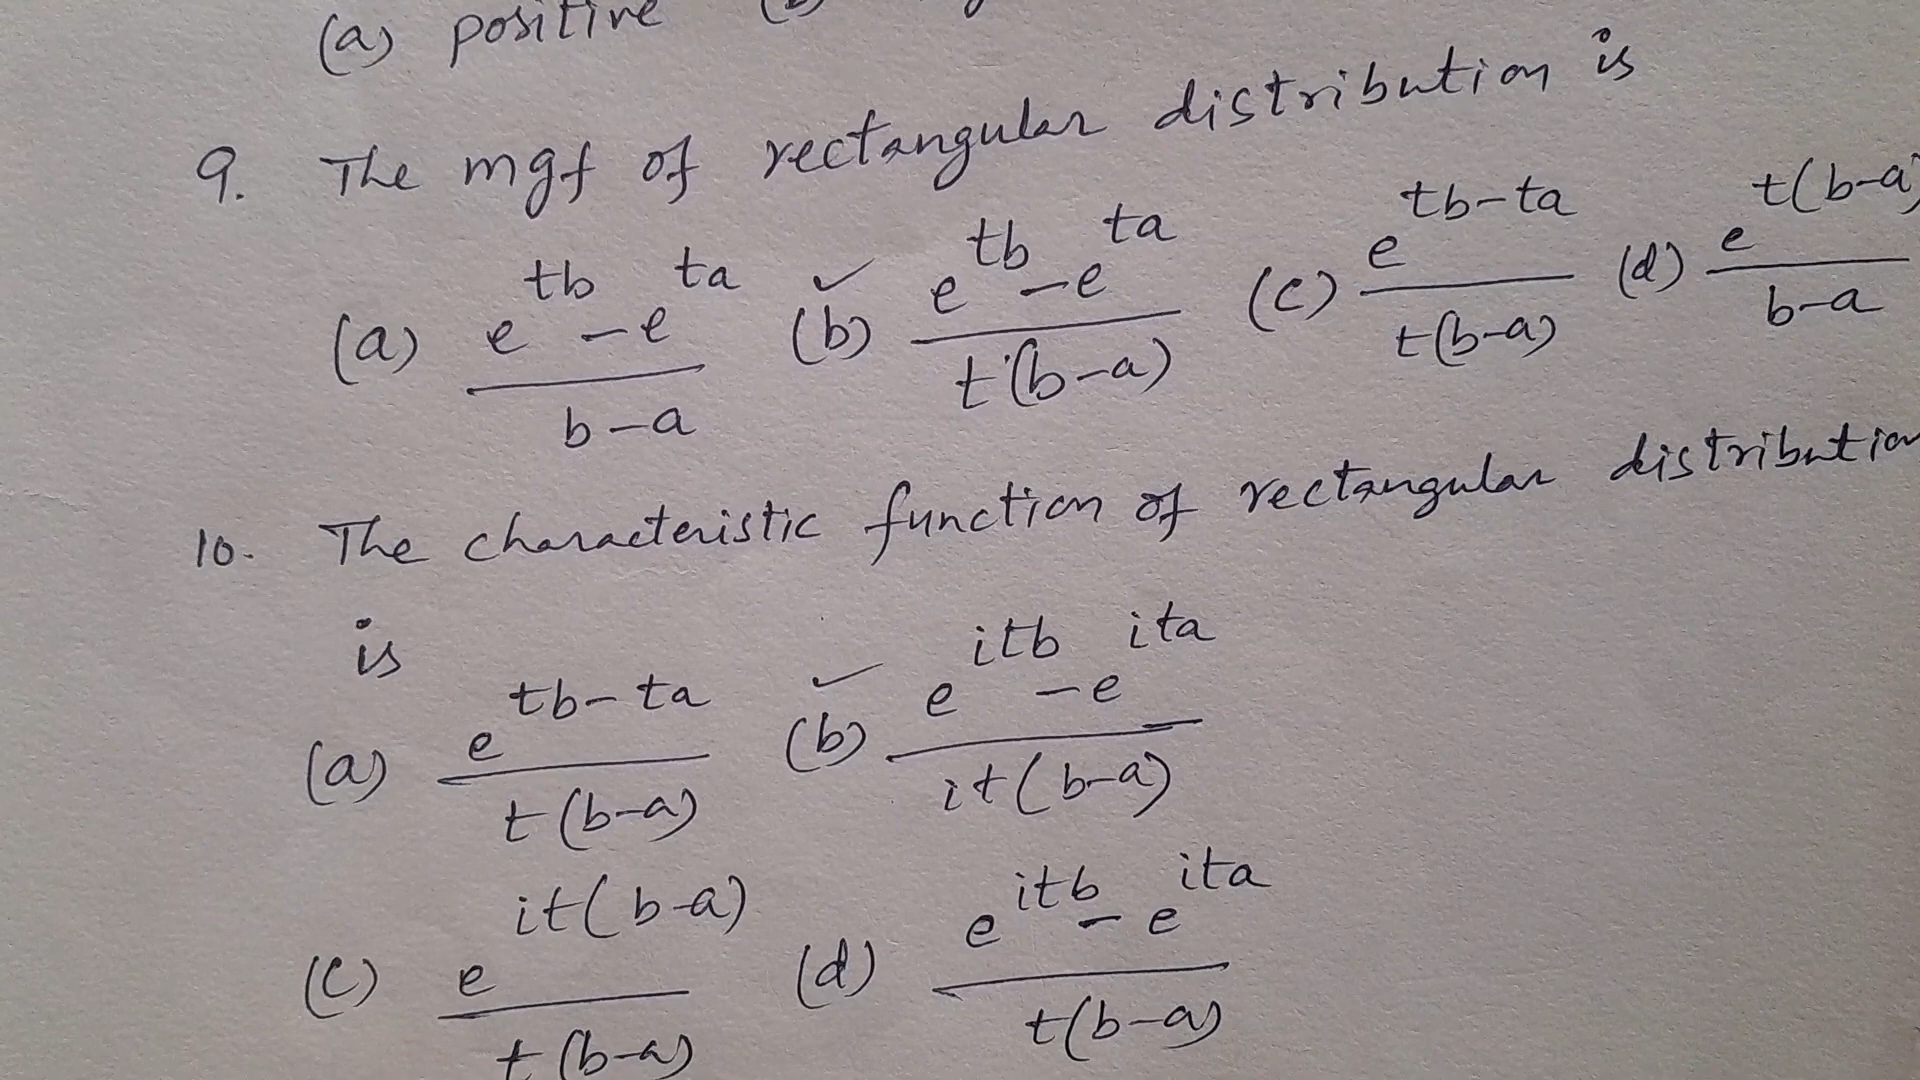 (a) positive (b)
9. The mgf of rectangular distribution is
(a) e^{tb} - e^{ta} / b-a ✓(b) e^{tb} - e^{ta} / t(b-a) (c) e^{tb-ta} / t(b-a) (d) e^{t(b-a)} / b-a
10. The characteristic function of rectangular distribution
is
(a) e^{tb-ta} / t(b-a) ✓(b) e^{itb} - e^{ita} / it(b-a)
(c) e^{it(b-a)} / t(b-a) (d) e^{itb} - e^{ita} / t(b-a)